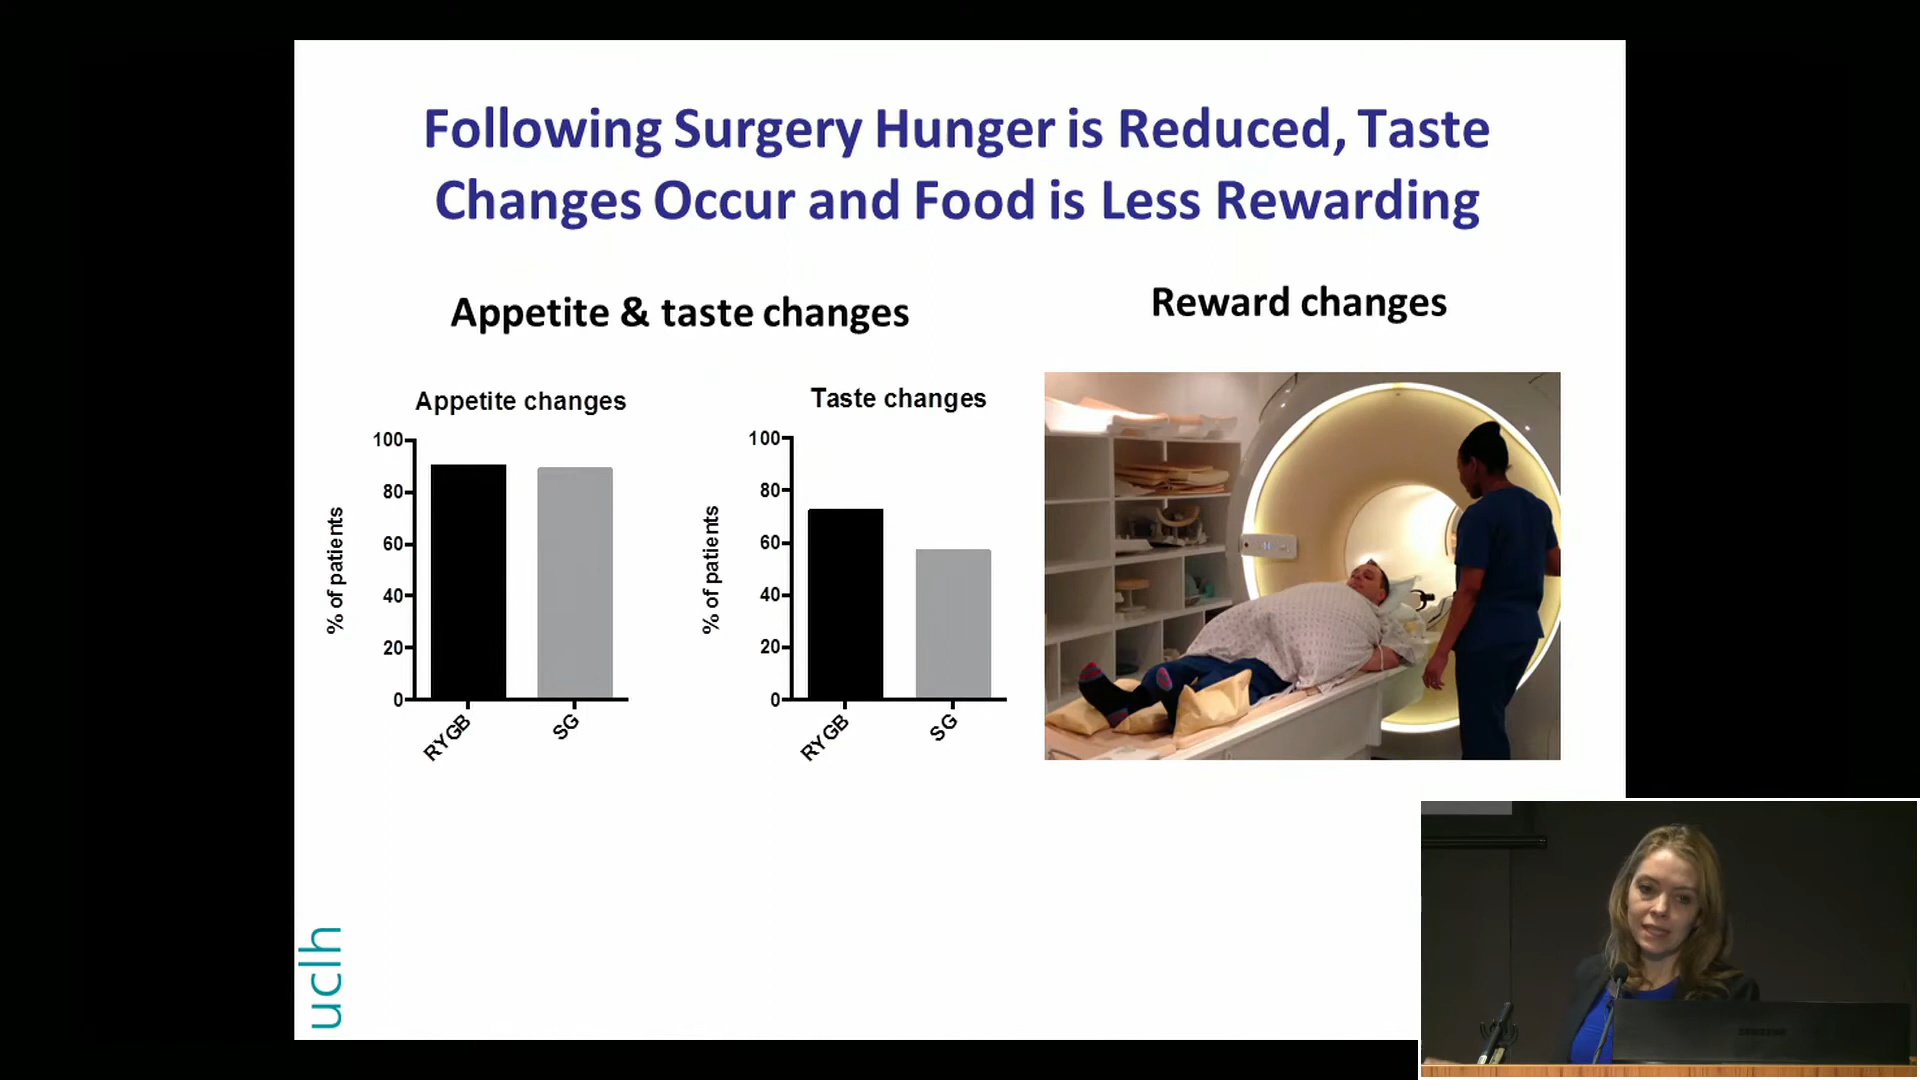 Following Surgery Hunger is Reduced, Taste
Changes Occur and Food is Less Rewarding
Appetite & taste changes
Reward changes
Appetite changes
% of patients
100
80
60
40
20
0
RYGB
SG
Taste changes
% of patients
100
80
60
40
20
0
RYGB
SG
uclh
SAMSUNG